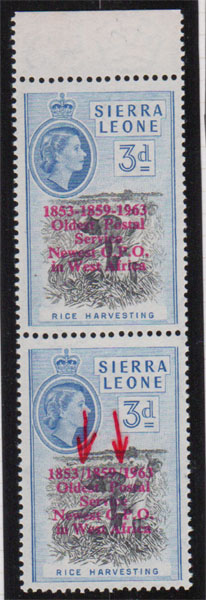 SIERRA
LEONE
3d
1853-1859-1963
Oldest Postal
Service
Newest G.P.O.
in West Africa
RICE HARVESTING
SIERRA
LEONE
3d
1853/1859/1963
Oldest Postal
Service
Newest G.P.O.
in West Africa
RICE HARVESTING